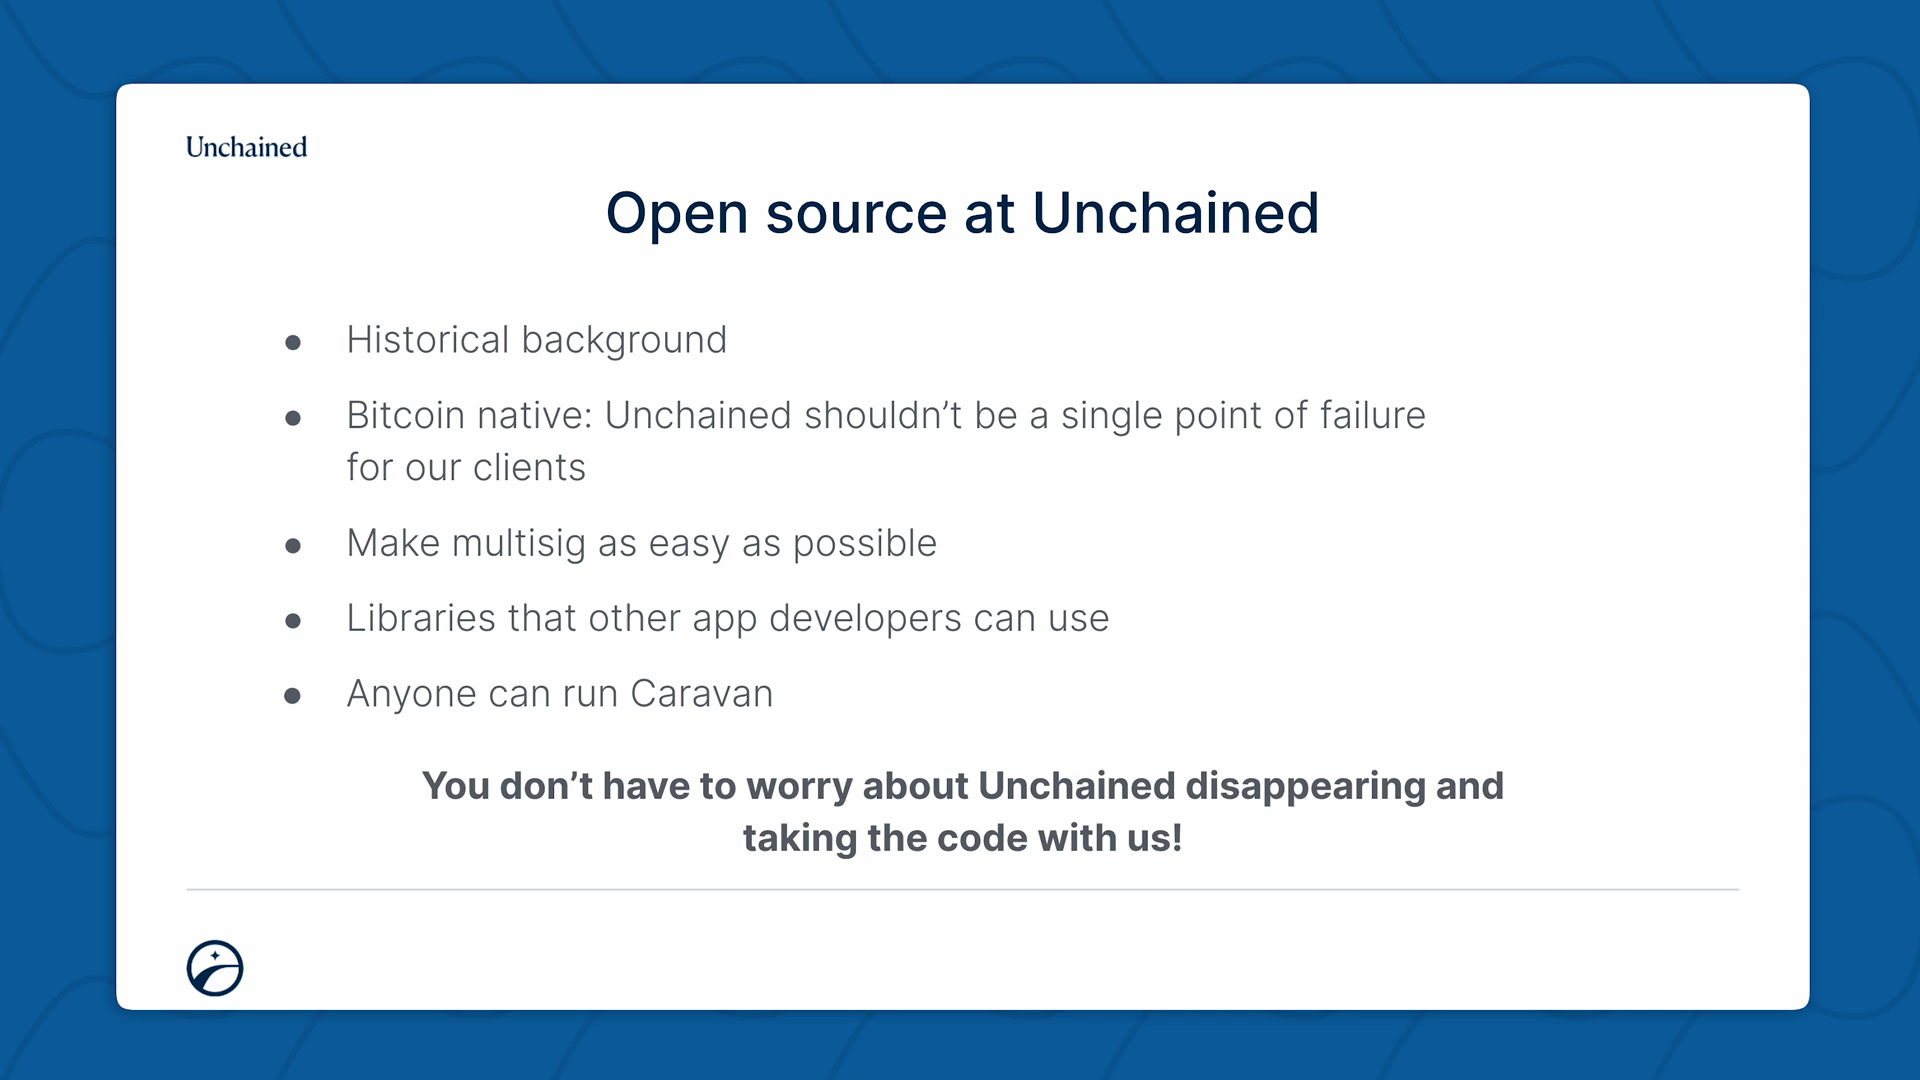 Unchained
Open source at Unchained
● Historical background
● Bitcoin native: Unchained shouldn’t be a single point of failure
for our clients
● Make multisig as easy as possible
● Libraries that other app developers can use
● Anyone can run Caravan
You don’t have to worry about Unchained disappearing and
taking the code with us!